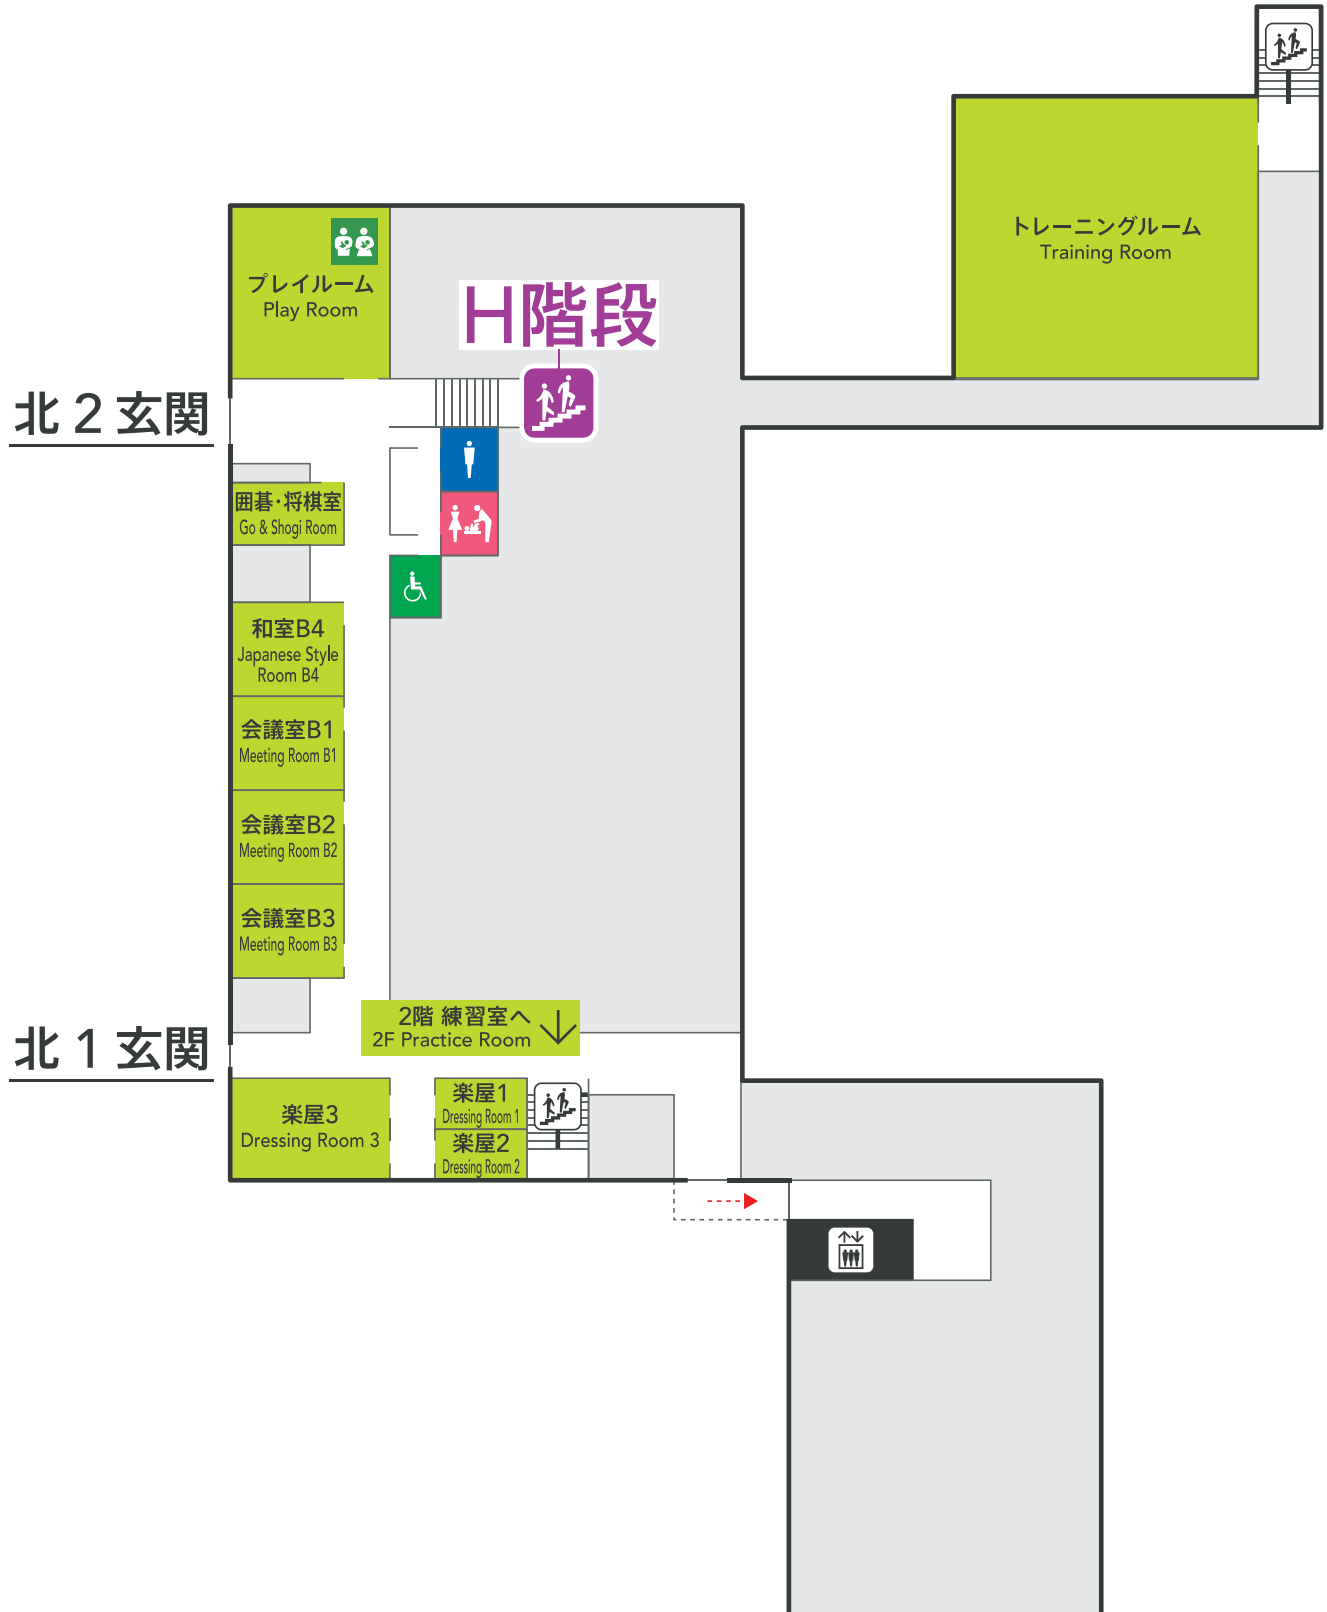 トレーニングルーム
Training Room
プレイルーム
Play Room
H階段
北2玄関
囲碁・将棋室
Go & Shogi Room
和室B4
Japanese Style
Room B4
会議室B1
Meeting Room B1
会議室B2
Meeting Room B2
会議室B3
Meeting Room B3
2階 練習室へ
2F Practice Room
北1玄関
楽屋3
Dressing Room 3
楽屋1
Dressing Room 1
楽屋2
Dressing Room 2